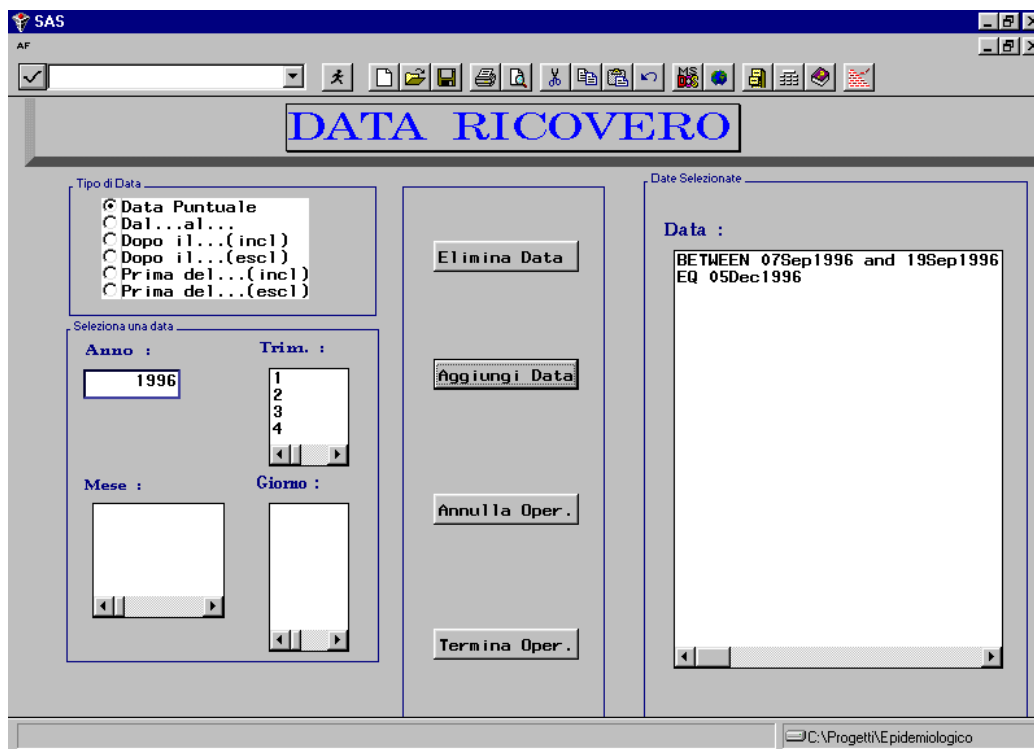 SAS
AF
MS
DOS
DATA RICOVERO
Tipo di Data
Data Puntuale
Dal...al...
Dopo il...(incl)
Dopo il...(escl)
Prima del...(incl)
Prima del...(escl)
Seleziona una data
Anno :
1996
Trim. :
1
2
3
4
Mese :
Giorno :
Elimina Data
Aggiungi Data
Annulla Oper.
Termina Oper.
Date Selezionate
Data :
BETWEEN 07Sep1996 and 19Sep1996
EQ 05Dec1996
C:\Progetti\Epidemiologico